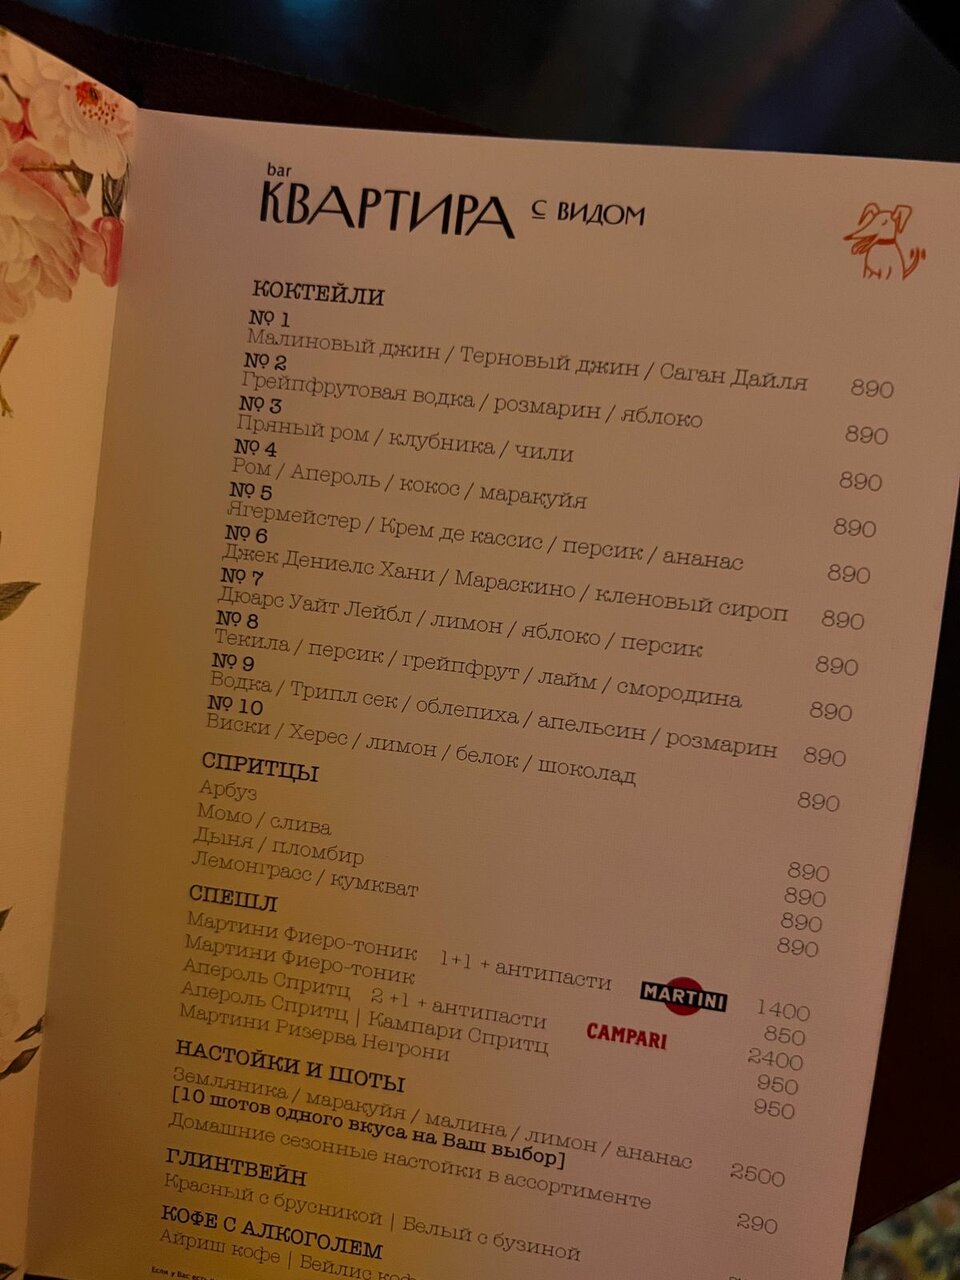 bar
КВАРТИРА С ВИДОМ
КОКТЕЙЛИ
№ 1
Малиновый джин / Терновый джин / Саган Дайля 890
№ 2
Грейпфрутовая водка / розмарин / яблоко 890
№ 3
Пряный ром / клубника / чили 890
№ 4
Ром / Апероль / кокос / маракуйя 890
№ 5
Ягермейстер / Крем де кассис / персик / ананас 890
№ 6
Джек Дениелс Хани / Мараскино / кленовый сироп 890
№ 7
Дюарс Уайт Лейбл / лимон / яблоко / персик 890
№ 8
Текила / персик / грейпфрут / лайм / смородина 890
№ 9
Водка / Трипл сек / облепиха / апельсин / розмарин 890
№ 10
Виски / Херес / лимон / белок / шоколад 890
СПРИТЦЫ
Арбуз 890
Момо / слива 890
Дыня / пломбир 890
Лемонграсс / кумкват 890
СПЕШЛ
Мартини Фиеро-тоник 1+1 + антипасти MARTINI 1400
Мартини Фиеро-тоник 850
Апероль Спритц 2 +1 + антипасти 2400
Апероль Спритц | Кампари Спритц CAMPARI 950
Мартини Ризерва Негрони 950
НАСТОЙКИ И ШОТЫ
Земляника / маракуйя / малина / лимон / ананас 2500
[10 шотов одного вкуса на Ваш выбор]
Домашние сезонные настойки в ассортименте 290
ГЛИНТВЕЙН
Красный с брусникой | Белый с бузиной
КОФЕ С АЛКОГОЛЕМ
Айриш кофе | Бейлис
Если у Вас есть